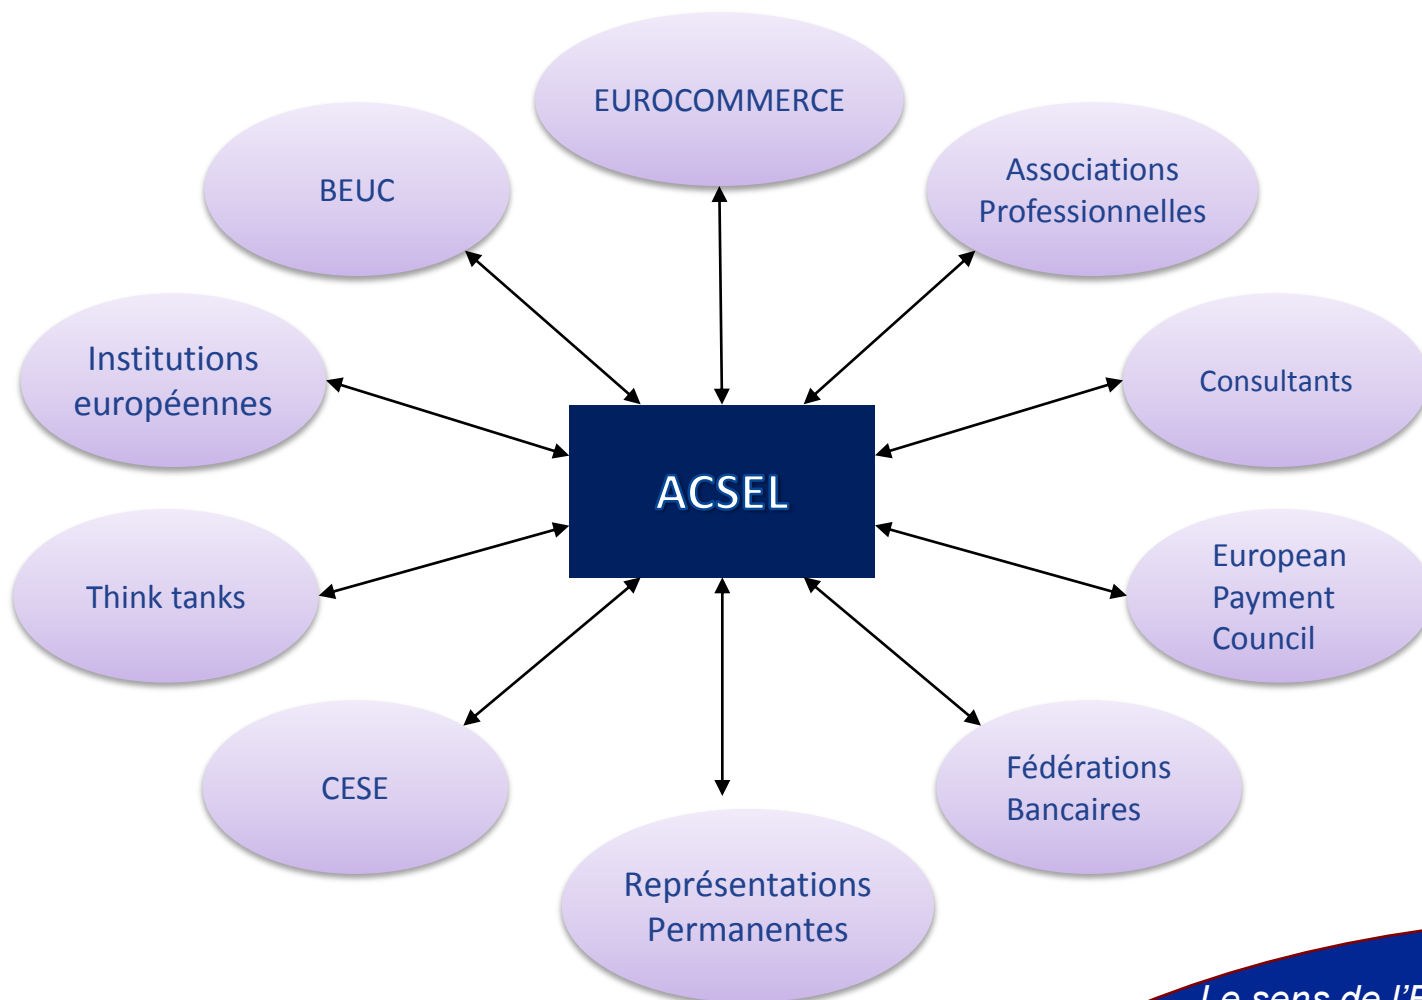 EUROCOMMERCE
BEUC
Associations
Professionnelles
Institutions
européennes
Consultants
ACSEL
Think tanks
European
Payment
Council
CESE
Fédérations
Bancaires
Représentations
Permanentes
Le sens de l’